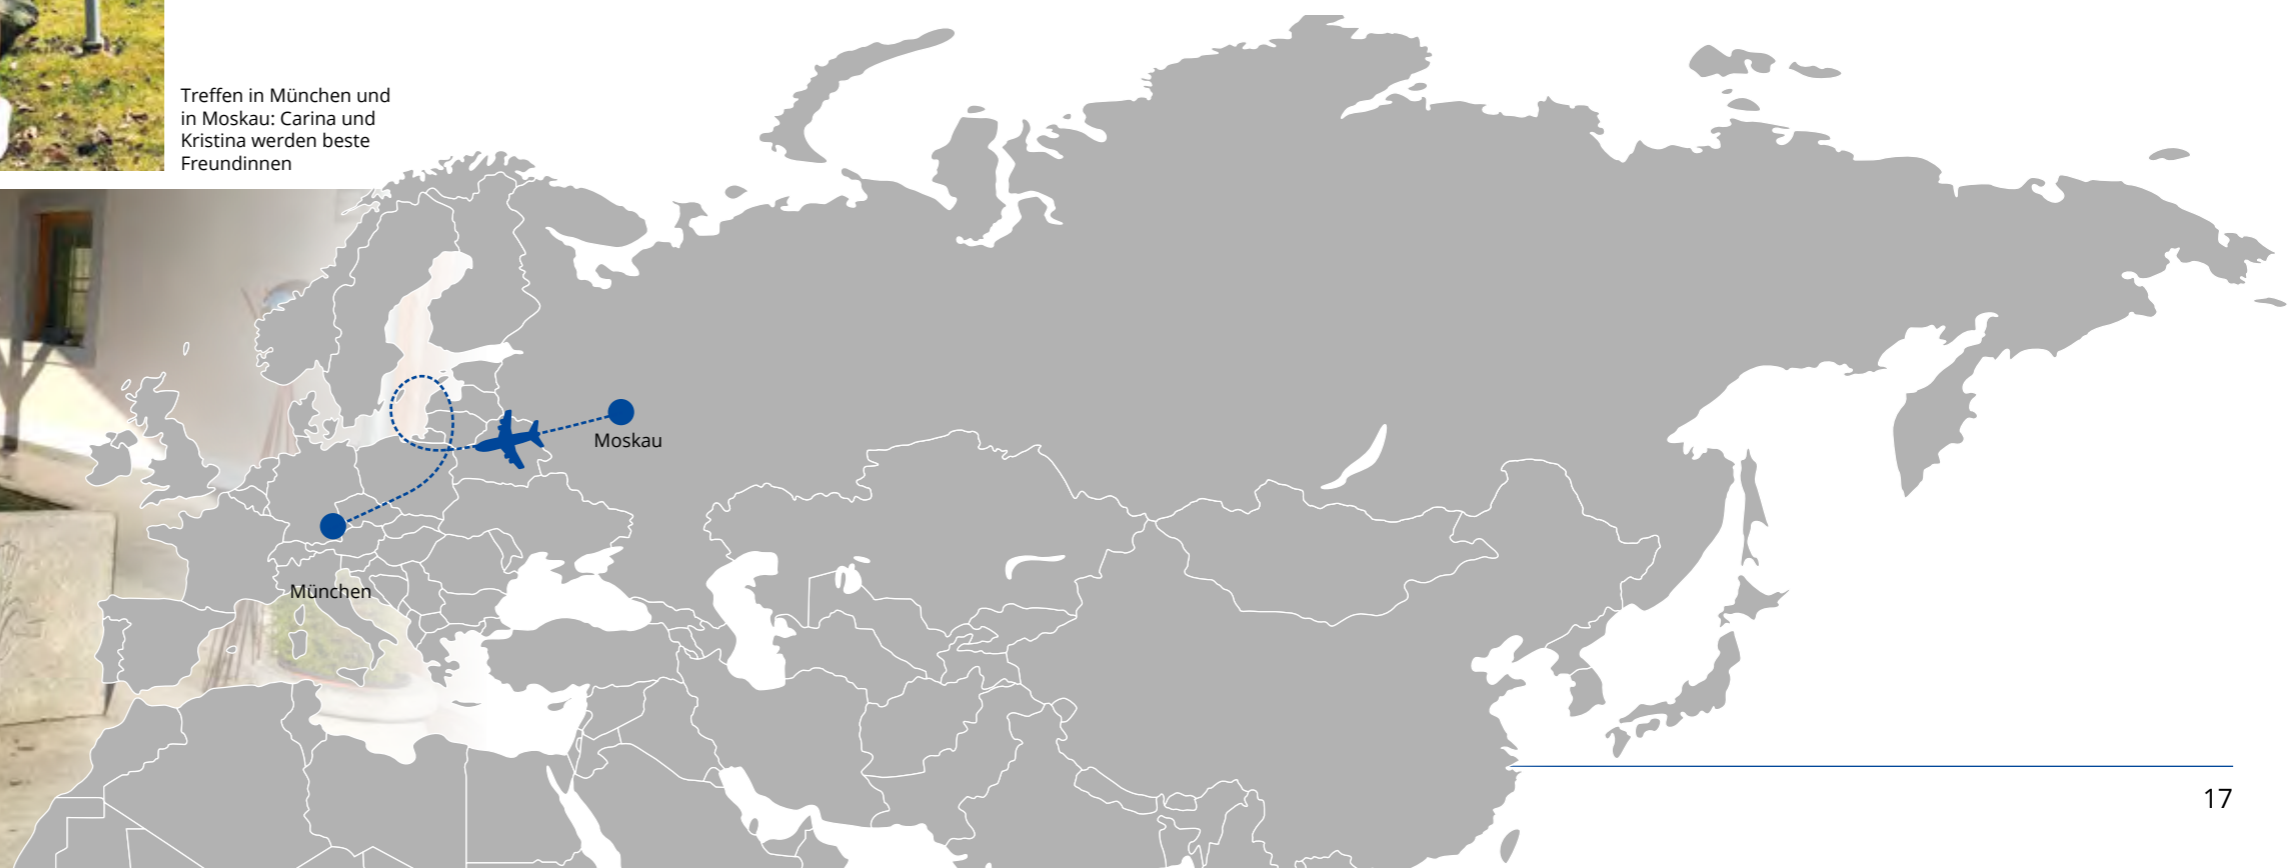 Treffen in München und
in Moskau: Carina und
Kristina werden beste
Freundinnen
Moskau
München
17